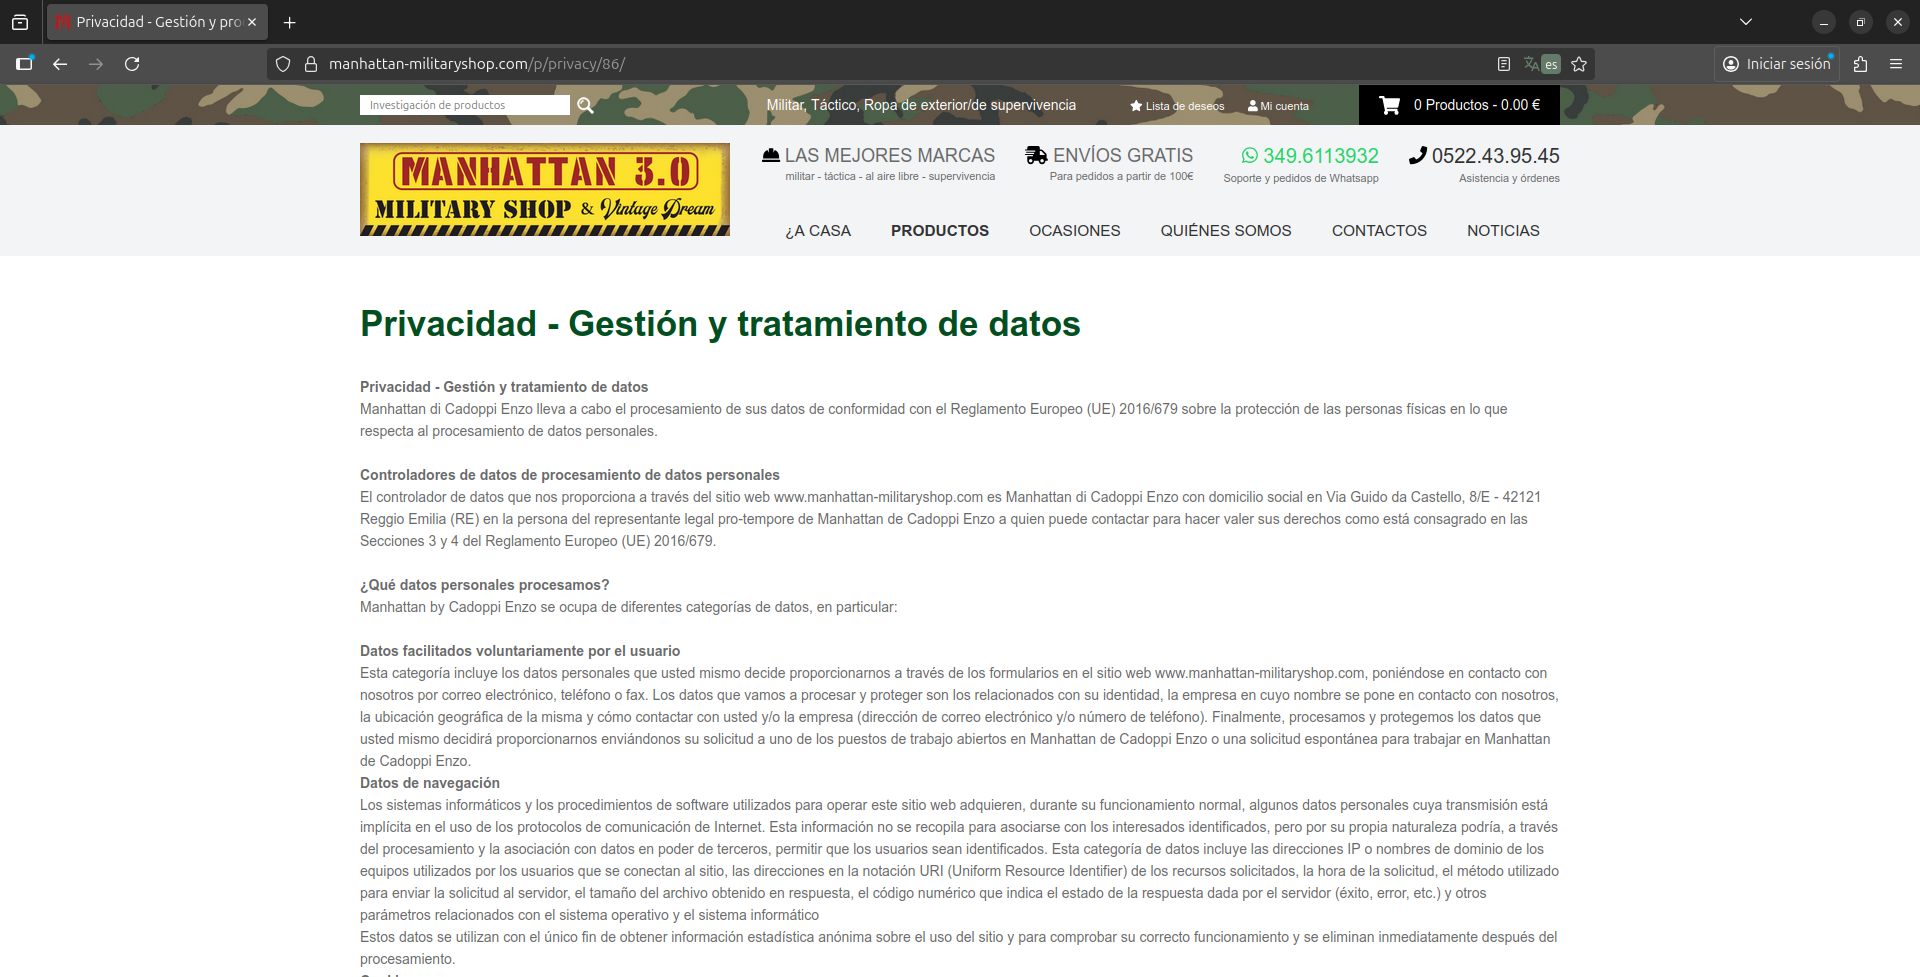 Privacidad - Gestión y pro
manhattan-militaryshop.com/p/privacy/86/
es
Iniciar sesión
Investigación de productos
Militar, Táctico, Ropa de exterior/de supervivencia
Lista de deseos
Mi cuenta
0 Productos - 0.00 €
MANHATTAN 3.0
MILITARY SHOP & Vintage Dream
LAS MEJORES MARCAS
militar - táctica - al aire libre - supervivencia
ENVÍOS GRATIS
Para pedidos a partir de 100€
349.6113932
Soporte y pedidos de Whatsapp
0522.43.95.45
Asistencia y órdenes
¿A CASA
PRODUCTOS
OCASIONES
QUIÉNES SOMOS
CONTACTOS
NOTICIAS
Privacidad - Gestión y tratamiento de datos
Privacidad - Gestión y tratamiento de datos
Manhattan di Cadoppi Enzo lleva a cabo el procesamiento de sus datos de conformidad con el Reglamento Europeo (UE) 2016/679 sobre la protección de las personas físicas en lo que
respecta al procesamiento de datos personales.
Controladores de datos de procesamiento de datos personales
El controlador de datos que nos proporciona a través del sitio web www.manhattan-militaryshop.com es Manhattan di Cadoppi Enzo con domicilio social en Via Guido da Castello, 8/E - 42121
Reggio Emilia (RE) en la persona del representante legal pro-tempore de Manhattan de Cadoppi Enzo a quien puede contactar para hacer valer sus derechos como está consagrado en las
Secciones 3 y 4 del Reglamento Europeo (UE) 2016/679.
¿Qué datos personales procesamos?
Manhattan by Cadoppi Enzo se ocupa de diferentes categorías de datos, en particular:
Datos facilitados voluntariamente por el usuario
Esta categoría incluye los datos personales que usted mismo decide proporcionarnos a través de los formularios en el sitio web www.manhattan-militaryshop.com, poniéndose en contacto con
nosotros por correo electrónico, teléfono o fax. Los datos que vamos a procesar y proteger son los relacionados con su identidad, la empresa en cuyo nombre se pone en contacto con nosotros,
la ubicación geográfica de la misma y cómo contactar con usted y/o la empresa (dirección de correo electrónico y/o número de teléfono). Finalmente, procesamos y protegemos los datos que
usted mismo decidirá proporcionarnos enviándonos su solicitud a uno de los puestos de trabajo abiertos en Manhattan de Cadoppi Enzo o una solicitud espontánea para trabajar en Manhattan
de Cadoppi Enzo.
Datos de navegación
Los sistemas informáticos y los procedimientos de software utilizados para operar este sitio web adquieren, durante su funcionamiento normal, algunos datos personales cuya transmisión está
implícita en el uso de los protocolos de comunicación de Internet. Esta información no se recopila para asociarse con los interesados identificados, pero por su propia naturaleza podría, a través
del procesamiento y la asociación con datos en poder de terceros, permitir que los usuarios sean identificados. Esta categoría de datos incluye las direcciones IP o nombres de dominio de los
equipos utilizados por los usuarios que se conectan al sitio, las direcciones en la notación URI (Uniform Resource Identifier) de los recursos solicitados, la hora de la solicitud, el método utilizado
para enviar la solicitud al servidor, el tamaño del archivo obtenido en respuesta, el código numérico que indica el estado de la respuesta dada por el servidor (éxito, error, etc.) y otros
parámetros relacionados con el sistema operativo y el sistema informático
Estos datos se utilizan con el único fin de obtener información estadística anónima sobre el uso del sitio y para comprobar su correcto funcionamiento y se eliminan inmediatamente después del
procesamiento.